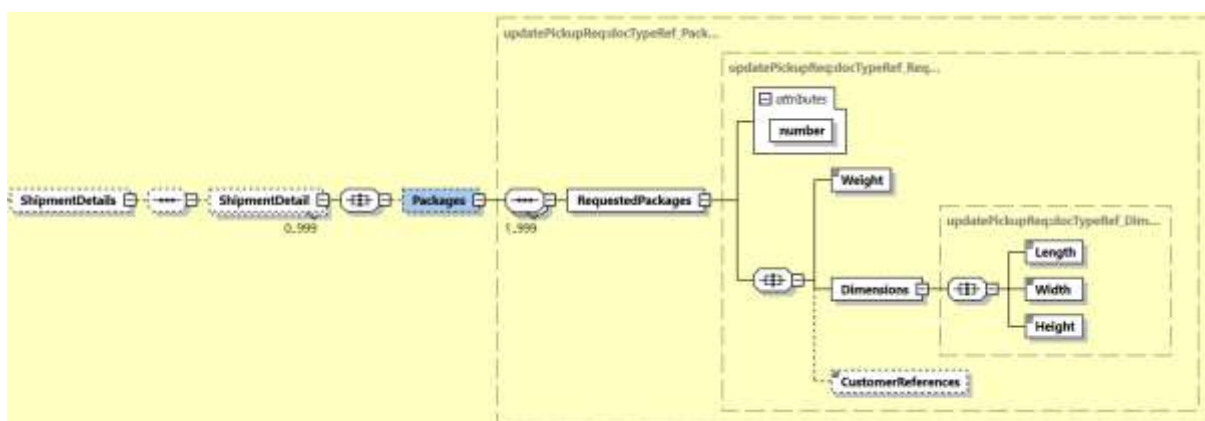 updatePickupReq:docTypeRef_Pack...
updatePickupReq:docTypeRef_Req...
attributes
number
Weight
ShipmentDetails
ShipmentDetail
Packages
RequestedPackages
0..999
1..999
updatePickupReq:docTypeRef_Dim...
Length
Dimensions
Width
Height
CustomerReferences